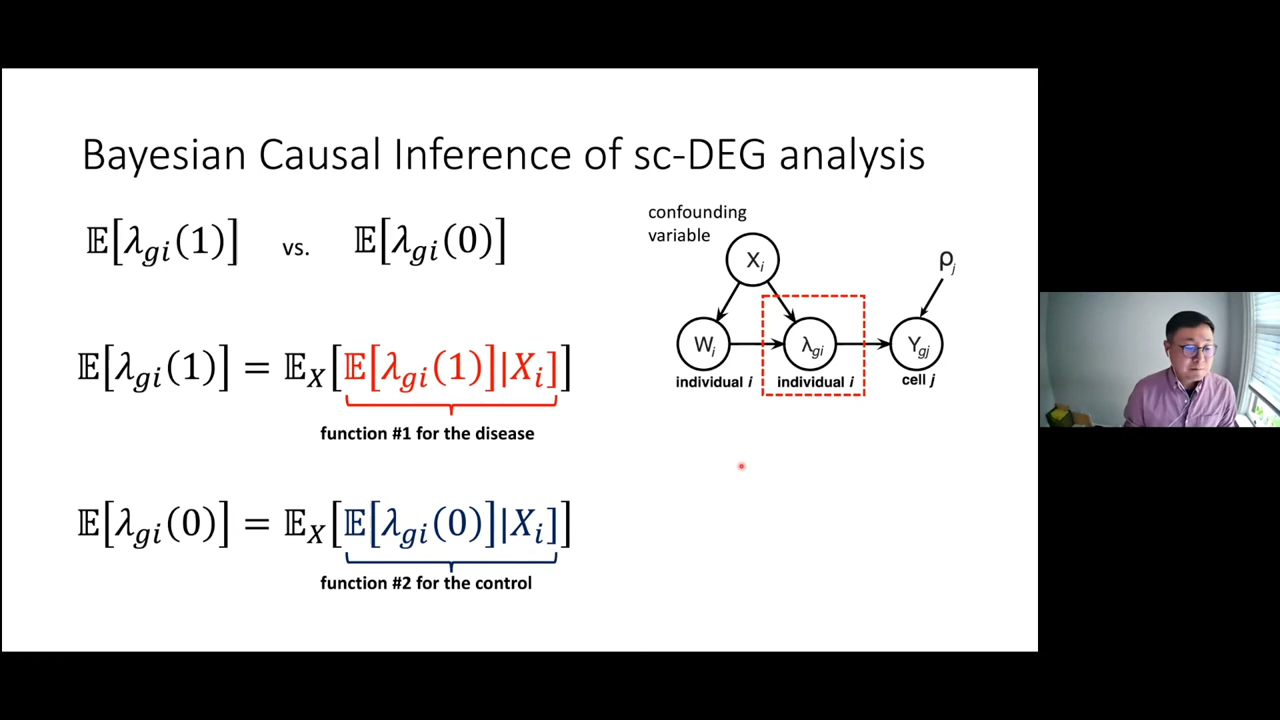 Bayesian Causal Inference of sc-DEG analysis
𝔼[λgi(1)] vs. 𝔼[λgi(0)]
𝔼[λgi(1)] = 𝔼X[𝔼[λgi(1)]|Xi]]
function #1 for the disease
𝔼[λgi(0)] = 𝔼X[𝔼[λgi(0)]|Xi]]
function #2 for the control
confounding
variable
Xi
ρj
Wi
λgi
Ygj
individual i
individual i
cell j